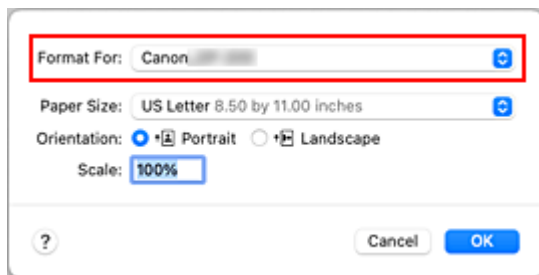 Format For: Canon
Paper Size: US Letter 8.50 by 11.00 inches
Orientation: Portrait Landscape
Scale: 100%
? Cancel OK